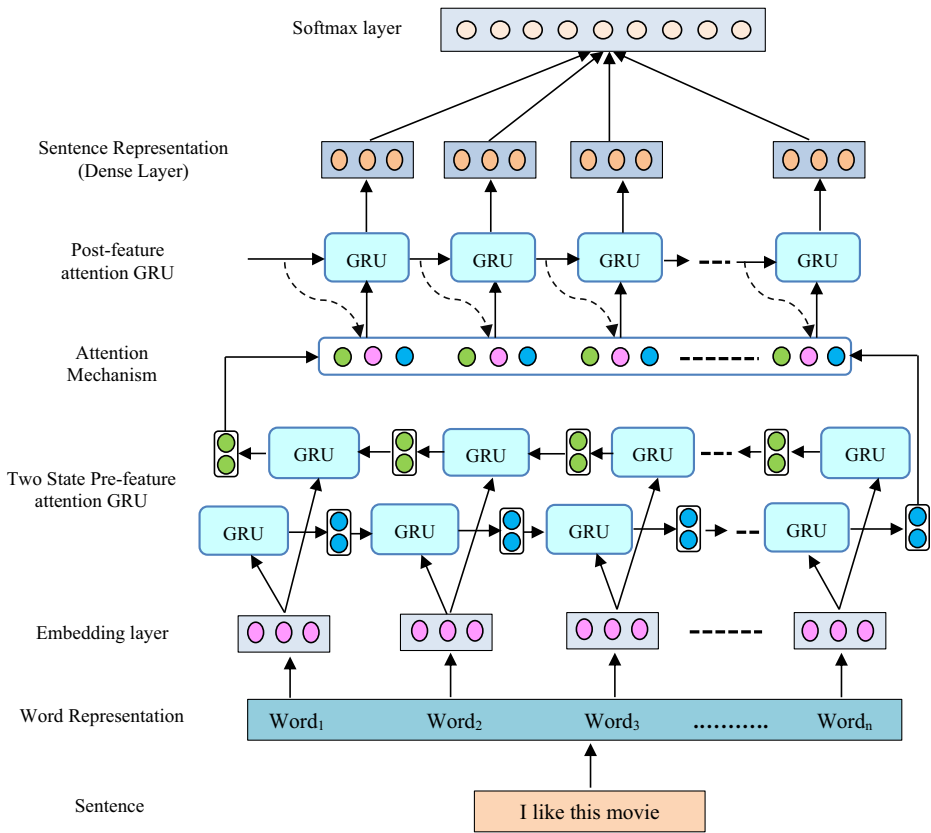 Softmax layer
Sentence Representation
(Dense Layer)
Post-feature
attention GRU
GRU GRU GRU GRU
Attention
Mechanism
Two State Pre-feature
attention GRU
GRU GRU GRU GRU
GRU GRU GRU GRU
Embedding layer
Word Representation
Word₁ Word₂ Word₃ ........... Wordₙ
Sentence
I like this movie